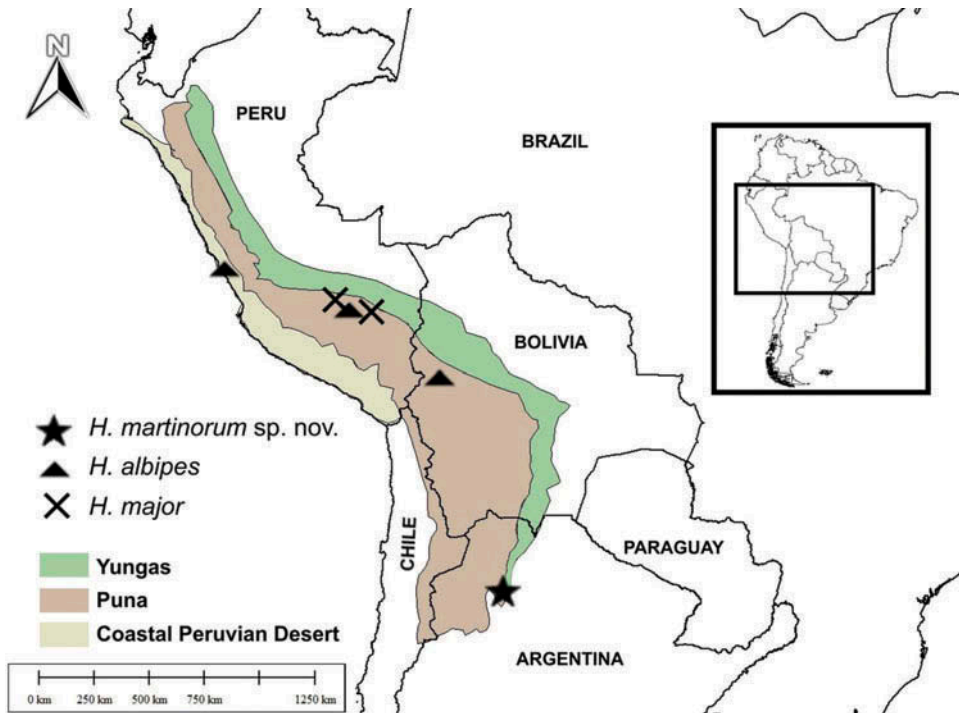 N
PERU
BRAZIL
BOLIVIA
H. martinorum sp. nov.
H. albipes
H. major
CHILE
PARAGUAY
Yungas
Puna
Coastal Peruvian Desert
ARGENTINA
0 km 250 km 500 km 750 km 1250 km